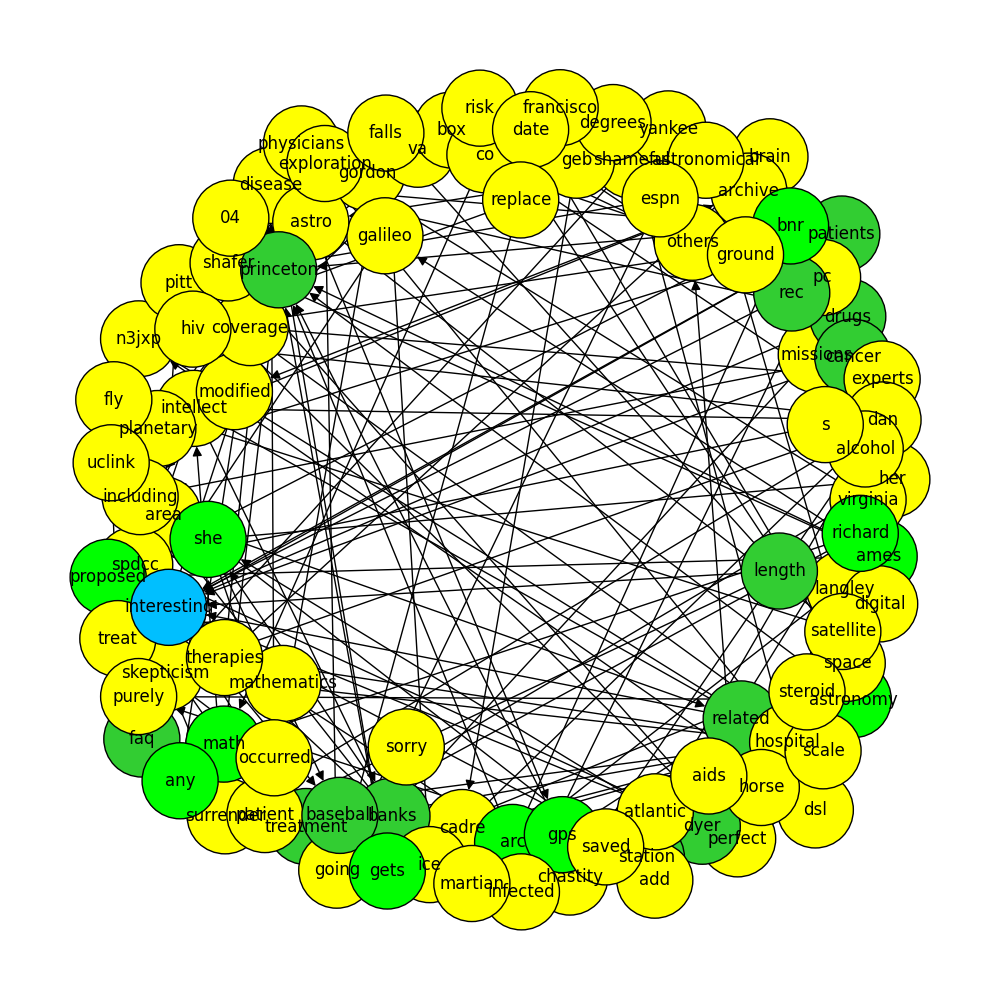 risk
francisco
degrees
date
yankee
box
falls
physicians
va
co
geb
shameful
astronomical
brain
exploration
gordon
disease
replace
espn
archive
04
astro
galileo
others
ground
bnr
patients
shafer
princeton
pitt
rec
pc
drugs
n3jxp
hiv
coverage
missions
cancer
experts
fly
intellect
modified
planetary
s
dan
alcohol
uclink
including
area
her
virginia
she
richard
ames
spdcc
proposed
interesting
length
langley
digital
treat
satellite
skepticism
therapies
space
purely
mathematics
steroid
astronomy
faq
math
related
hospital
scale
any
occurred
sorry
aids
horse
surrender
patient
treatment
baseball
banks
cadre
arc
gps
saved
atlantic
dyer
perfect
dsl
going
gets
ice
martian
infected
chastity
station
add